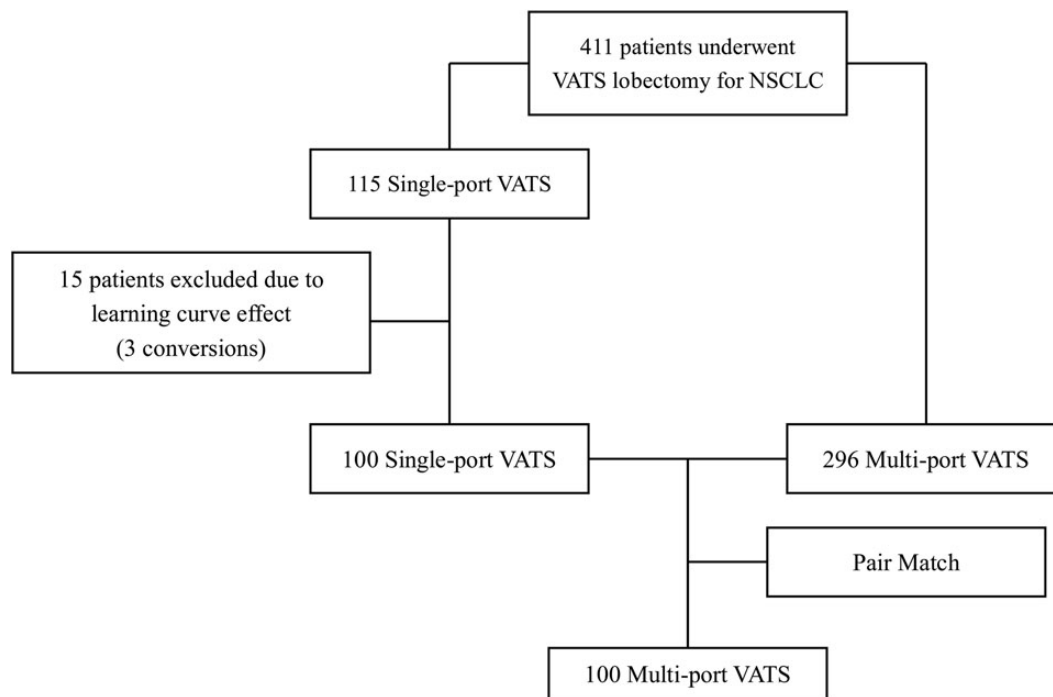 411 patients underwent
VATS lobectomy for NSCLC
115 Single-port VATS
15 patients excluded due to
learning curve effect
(3 conversions)
100 Single-port VATS
296 Multi-port VATS
Pair Match
100 Multi-port VATS